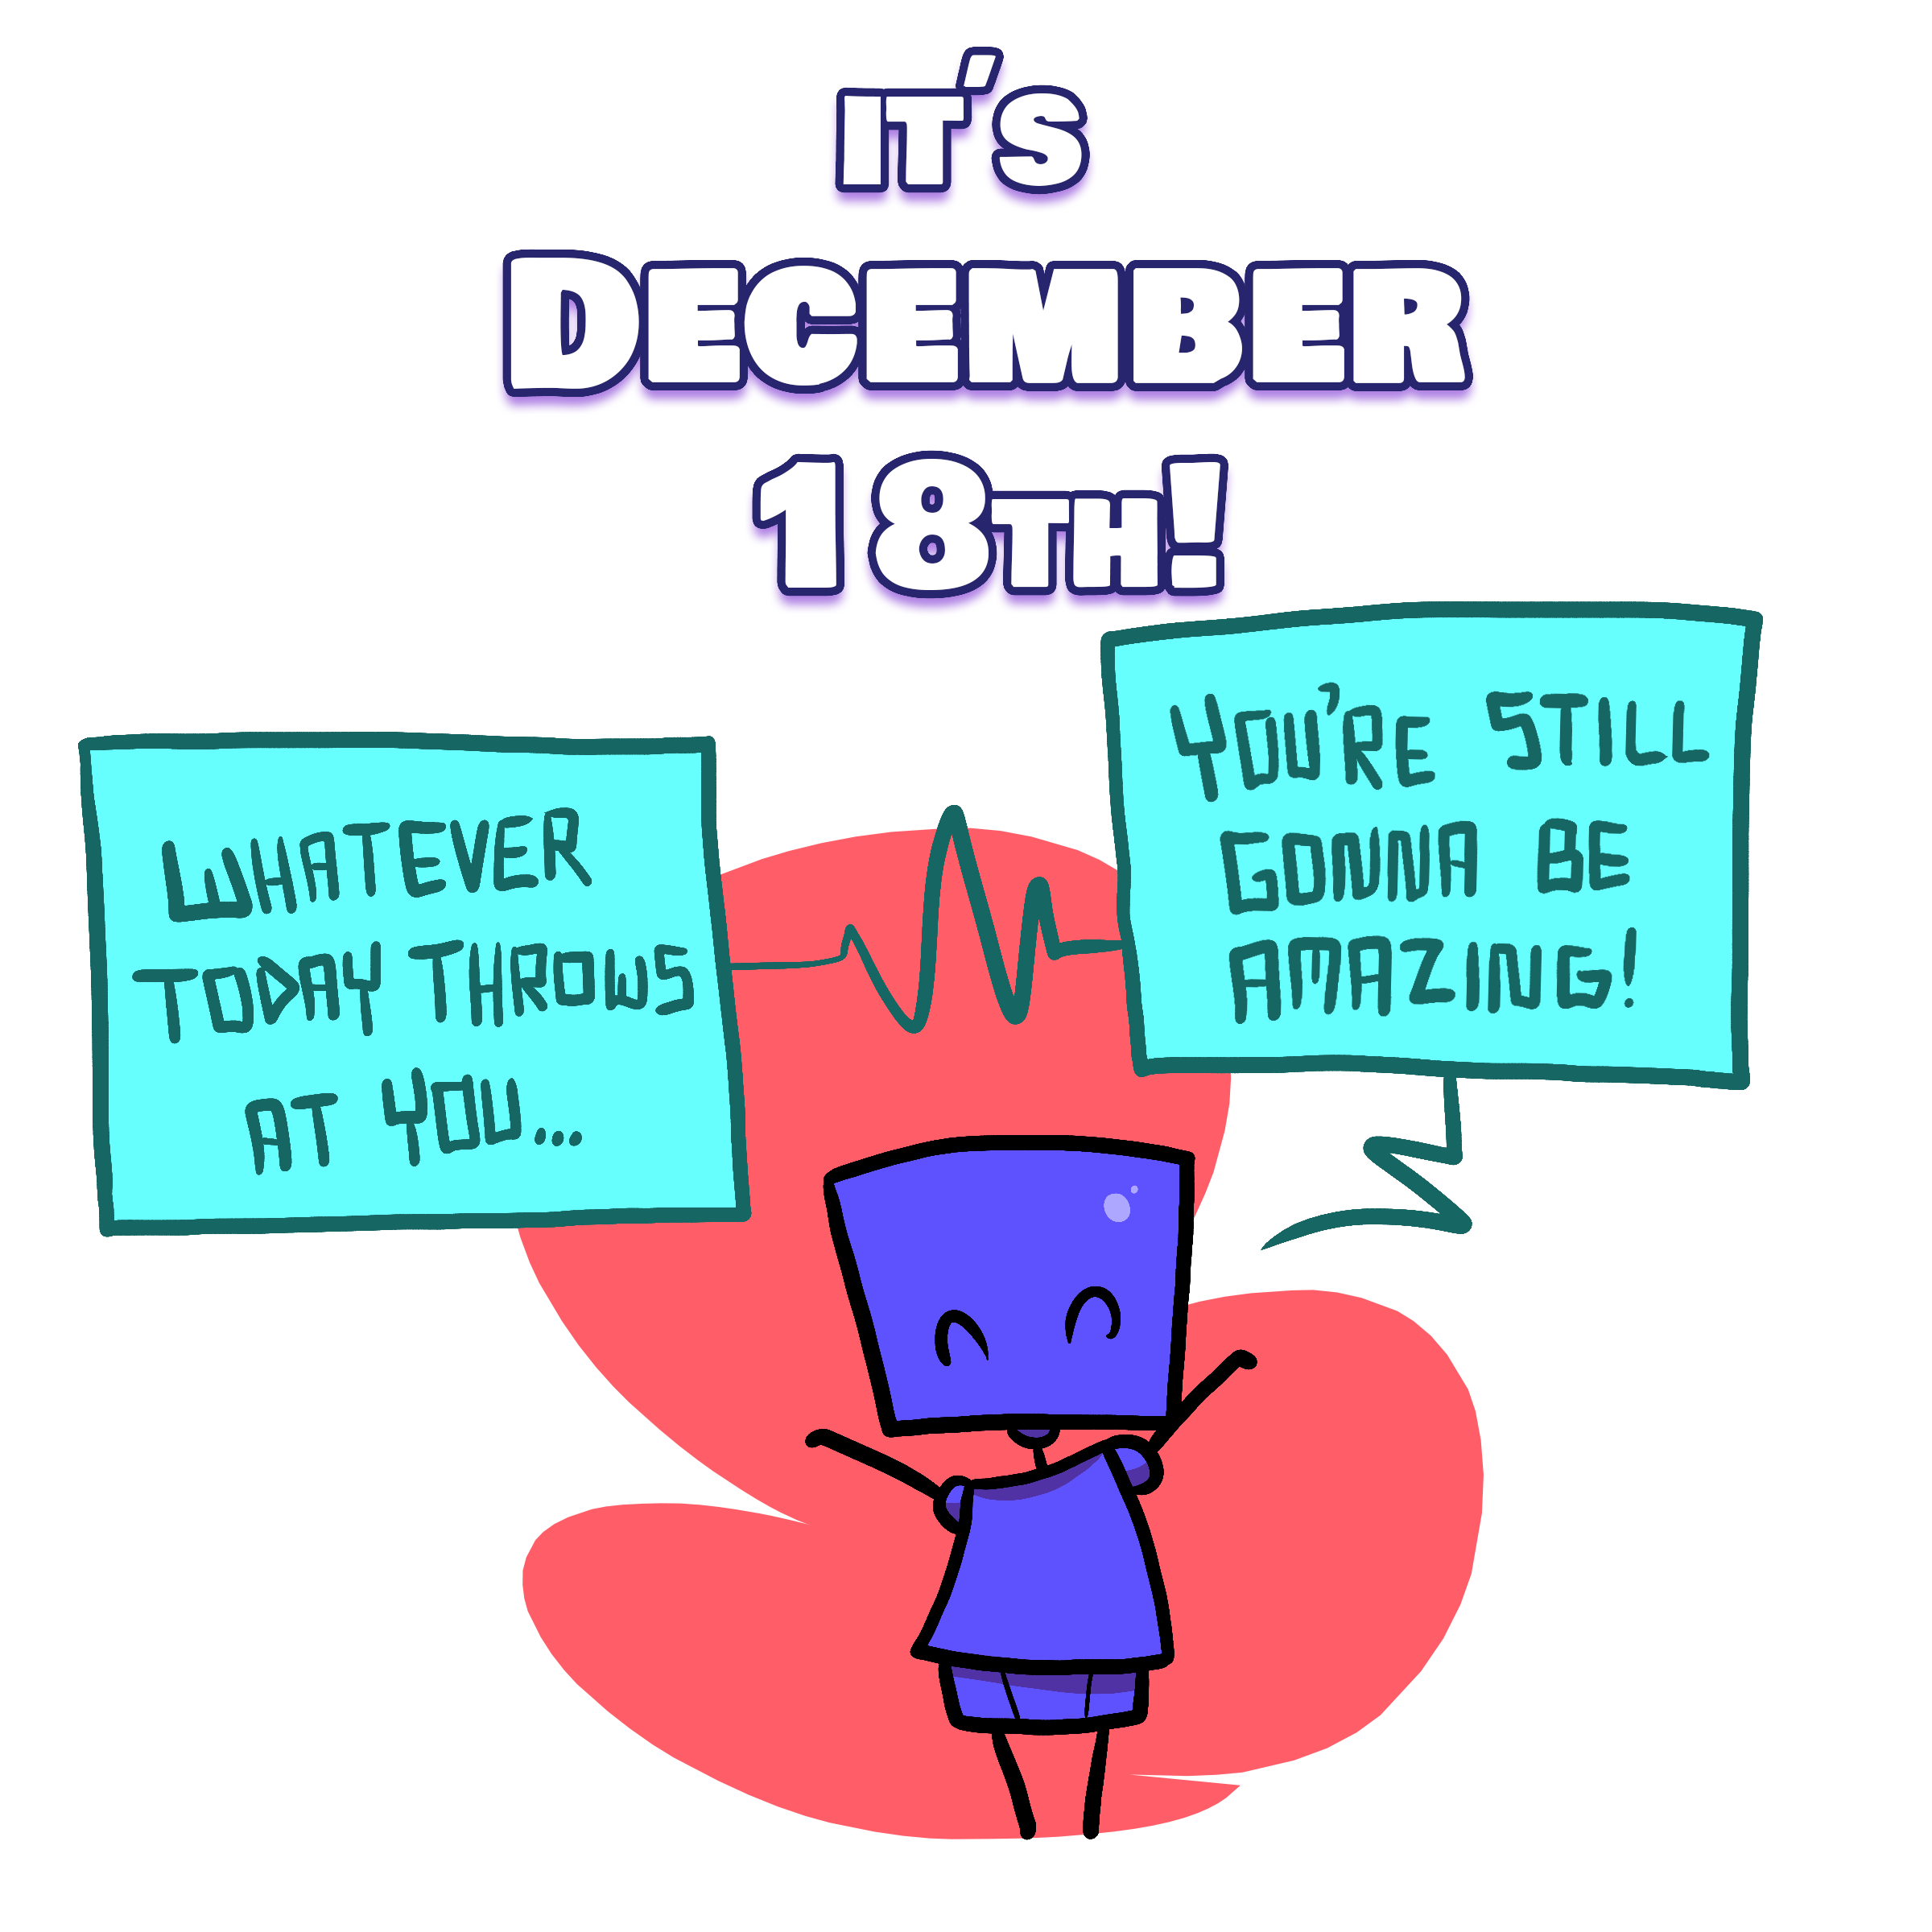 IT'S
DECEMBER
18TH!
WHATEVER
TODAY THROWS
AT YOU...
YOU'RE STILL
GONNA BE
AMAZING!